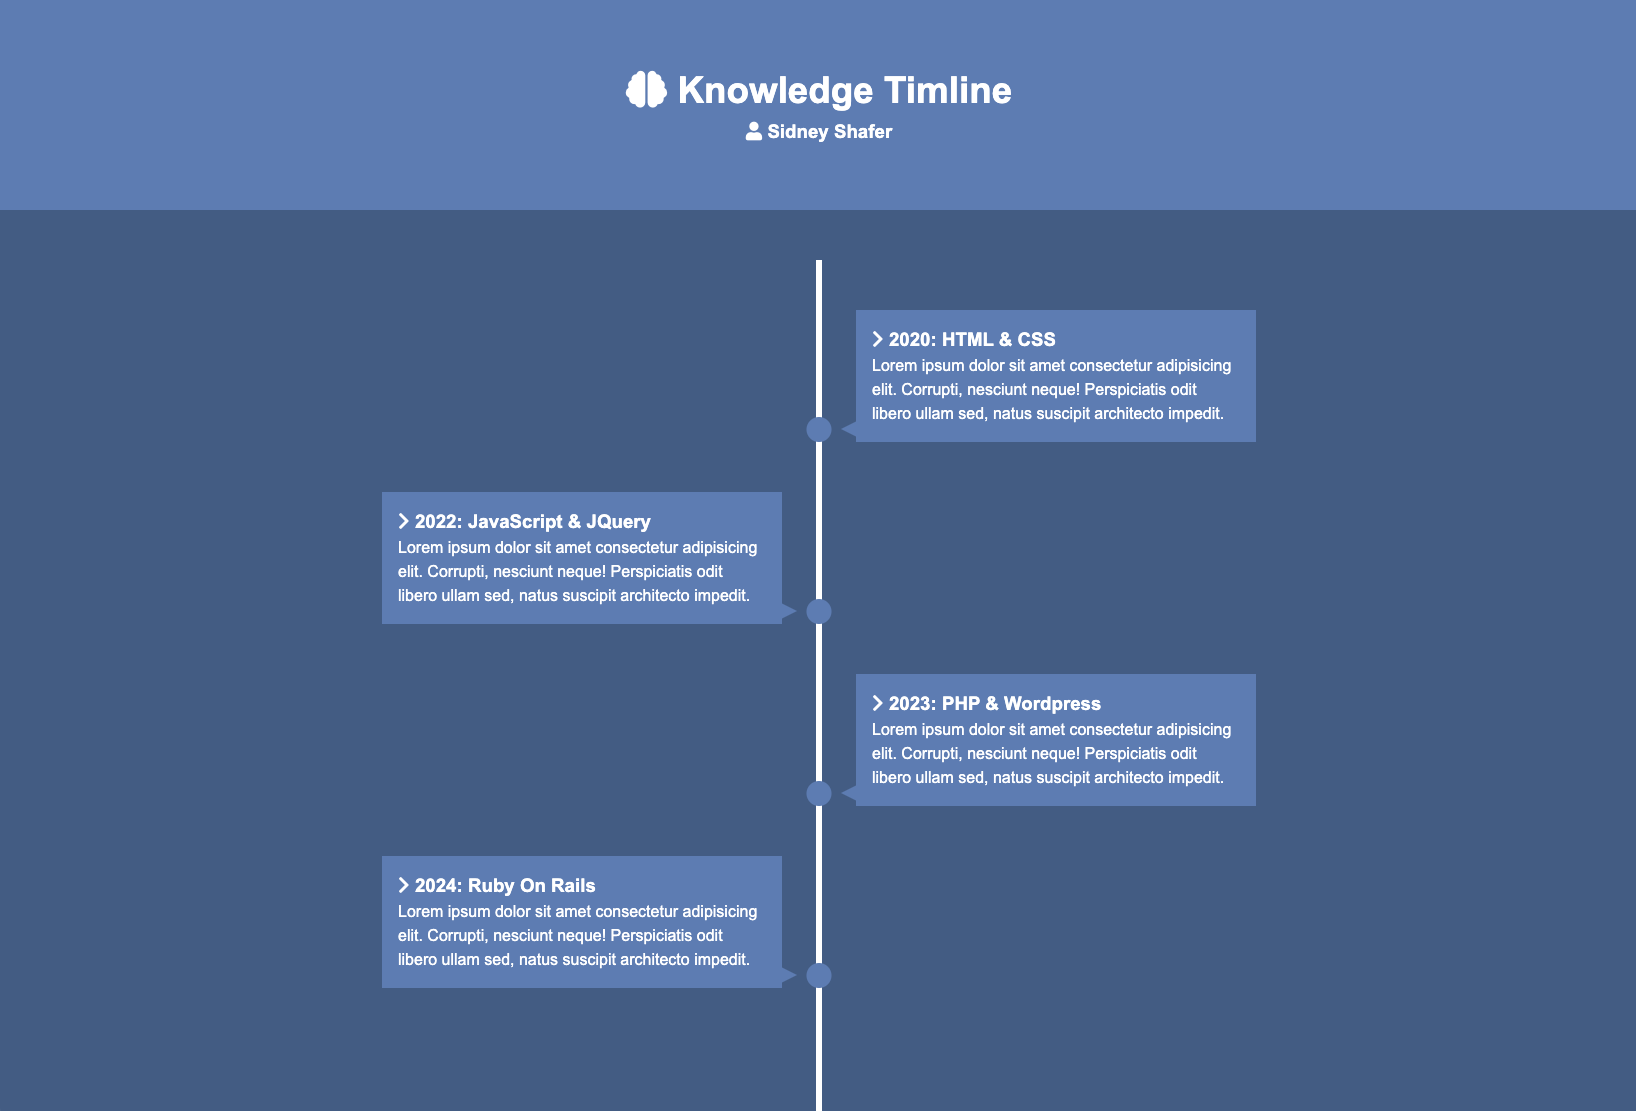 Knowledge Timline
Sidney Shafer
2020: HTML & CSS
Lorem ipsum dolor sit amet consectetur adipisicing
elit. Corrupti, nesciunt neque! Perspiciatis odit
libero ullam sed, natus suscipit architecto impedit.
2022: JavaScript & JQuery
Lorem ipsum dolor sit amet consectetur adipisicing
elit. Corrupti, nesciunt neque! Perspiciatis odit
libero ullam sed, natus suscipit architecto impedit.
2023: PHP & Wordpress
Lorem ipsum dolor sit amet consectetur adipisicing
elit. Corrupti, nesciunt neque! Perspiciatis odit
libero ullam sed, natus suscipit architecto impedit.
2024: Ruby On Rails
Lorem ipsum dolor sit amet consectetur adipisicing
elit. Corrupti, nesciunt neque! Perspiciatis odit
libero ullam sed, natus suscipit architecto impedit.